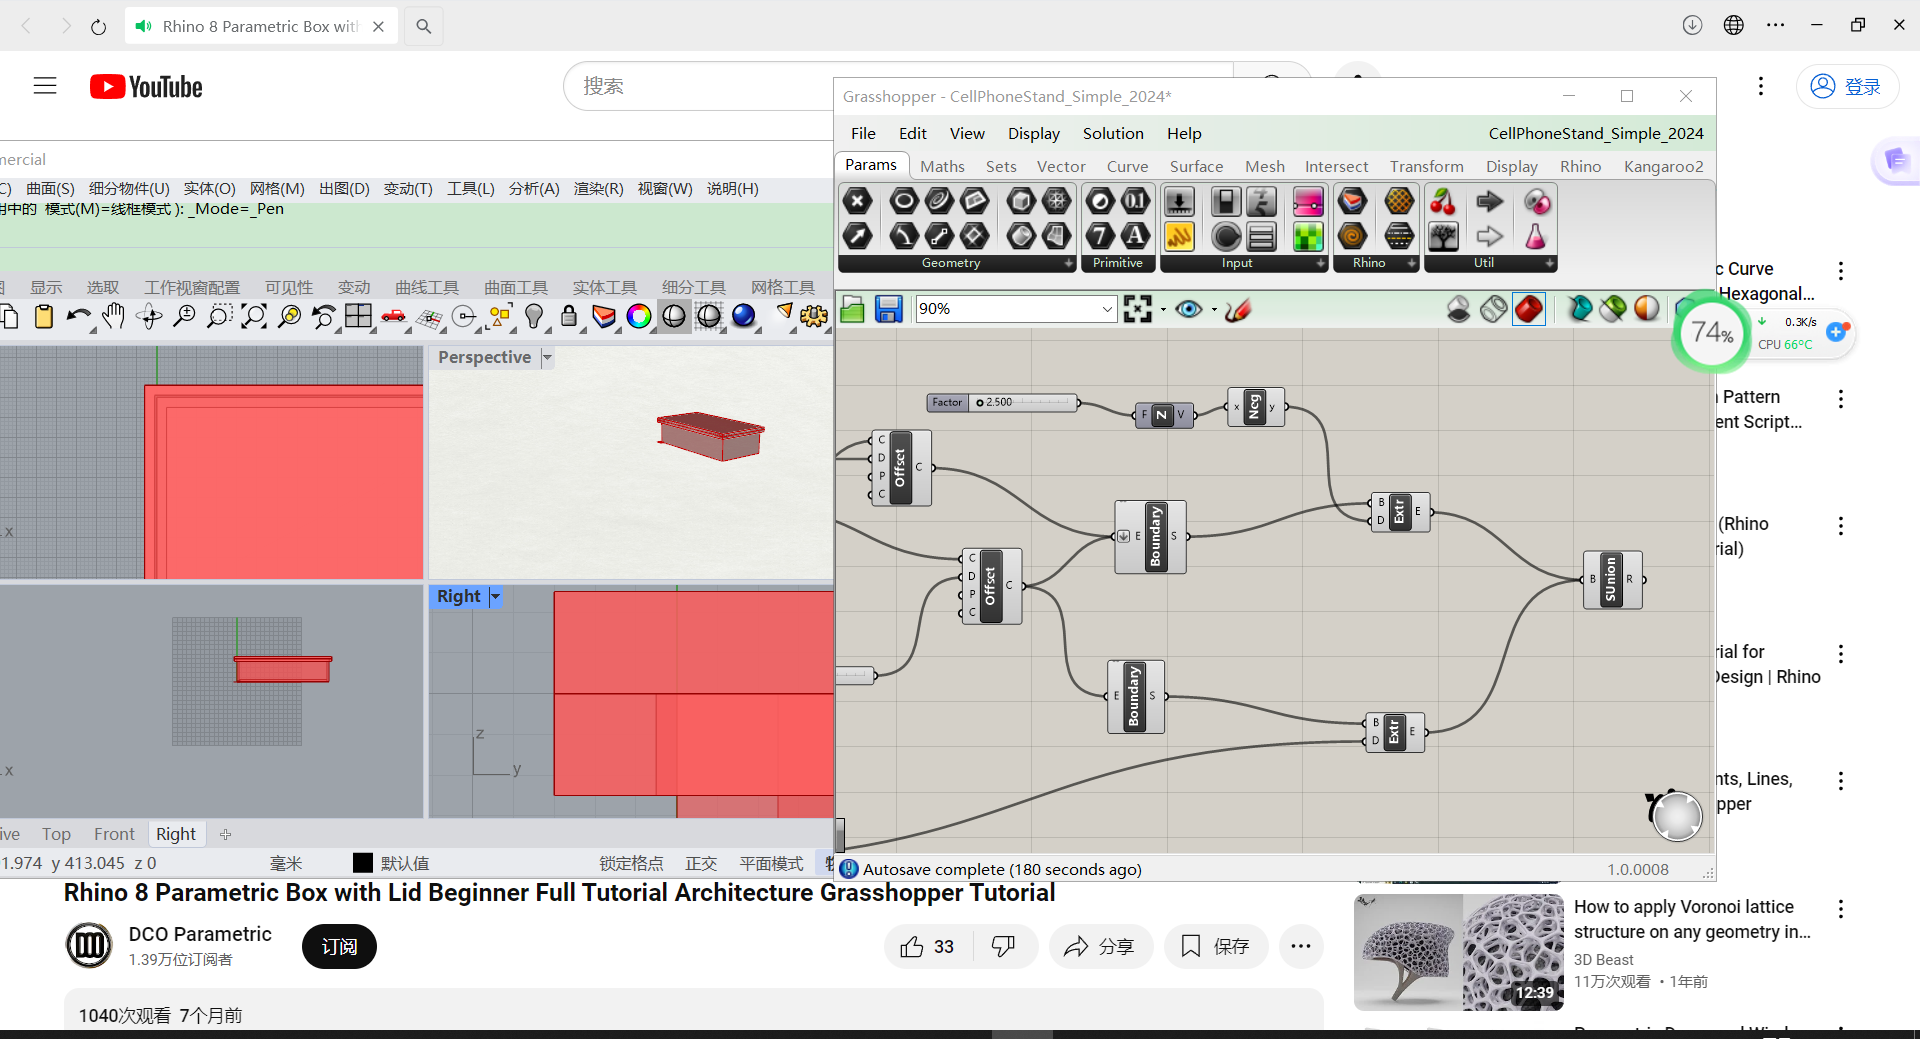 Rhino 8 Parametric Box with
YouTube
搜索
登录
Grasshopper - CellPhoneStand_Simple_2024*
File Edit View Display Solution Help CellPhoneStand_Simple_2024
Params Maths Sets Vector Curve Surface Mesh Intersect Transform Display Rhino Kangaroo2
Geometry Primitive Input Rhino Util
90%
mercial
C) 曲面(S) 细分物件(U) 实体(O) 网格(M) 出图(D) 变动(T) 工具(L) 分析(A) 渲染(R) 视窗(W) 说明(H)
用中的 模式(M)=线框模式 ): _Mode=_Pen
显示 选取 工作视窗配置 可见性 变动 曲线工具 曲面工具 实体工具 细分工具 网格工具
Perspective
x
Right
z
y
x
Factor 2.500
F Z V
x Neg y
C D P C Offset C
C D P C Offset C
E Boundary S
B D Extr E
E Boundary S
B D Extr E
B SUnion R
74%
0.3K/s
CPU 66°C
c Curve
Hexagonal...
Pattern
ent Script...
(Rhino
rial)
rial for
Design | Rhino
nts, Lines,
pper
ive Top Front Right
1.974 y 413.045 z 0 毫米 默认值 锁定格点 正交 平面模式
Autosave complete (180 seconds ago) 1.0.0008
Rhino 8 Parametric Box with Lid Beginner Full Tutorial Architecture Grasshopper Tutorial
DCO Parametric
1.39万位订阅者
订阅
33
分享
保存
1040次观看 7个月前
12:39
How to apply Voronoi lattice
structure on any geometry in...
3D Beast
11万次观看 • 1年前